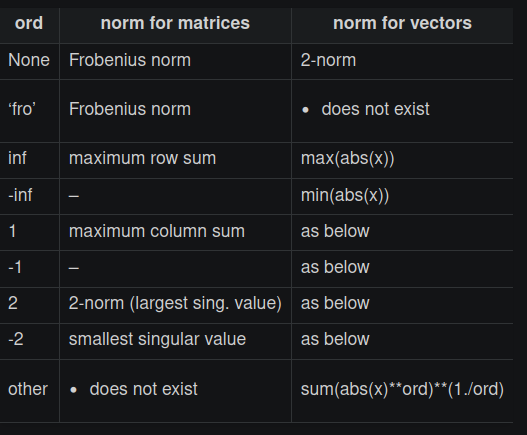 ord norm for matrices norm for vectors
None Frobenius norm 2-norm
‘fro’ Frobenius norm • does not exist
inf maximum row sum max(abs(x))
-inf – min(abs(x))
1 maximum column sum as below
-1 – as below
2 2-norm (largest sing. value) as below
-2 smallest singular value as below
other • does not exist sum(abs(x)**ord)**(1./ord)